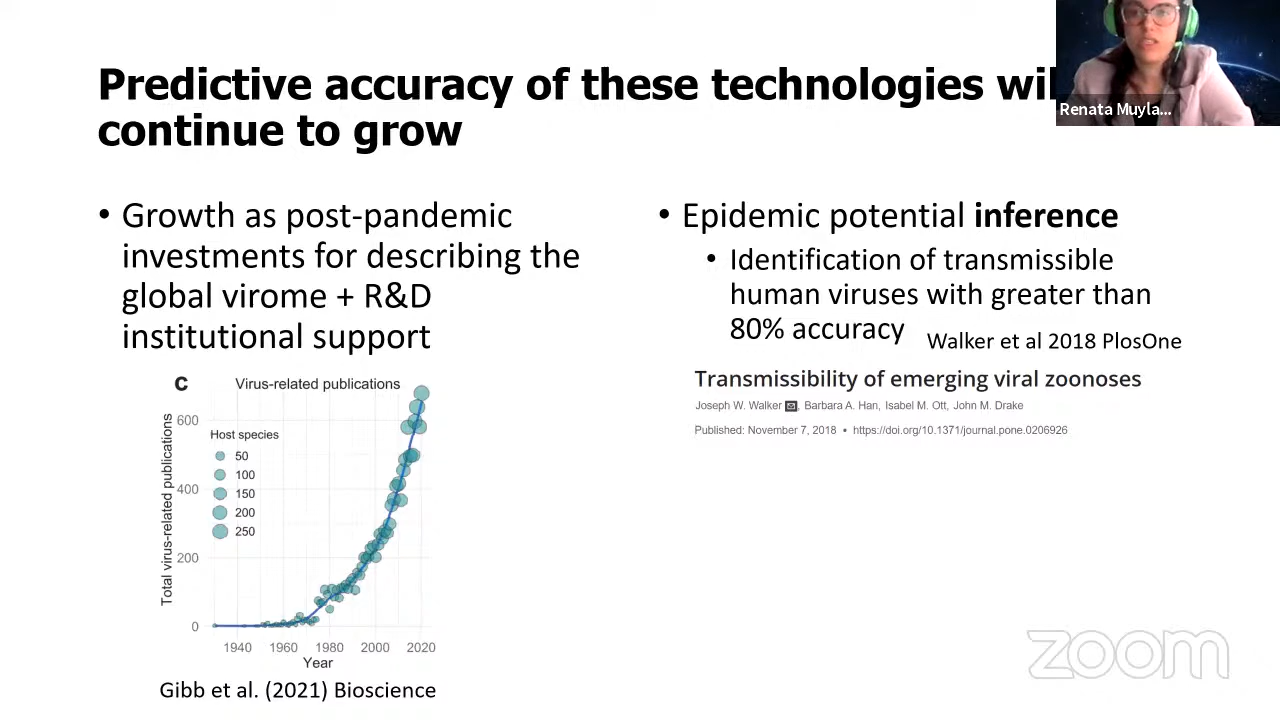 Predictive accuracy of these technologies wil
continue to grow
Renata Muyla...
• Growth as post-pandemic
investments for describing the
global virome + R&D
institutional support
• Epidemic potential inference
• Identification of transmissible
human viruses with greater than
80% accuracy
Walker et al 2018 PlosOne
Transmissibility of emerging viral zoonoses
Joseph W. Walker, Barbara A. Han, Isabel M. Ott, John M. Drake
Published: November 7, 2018 • https://doi.org/10.1371/journal.pone.0206926
C
Virus-related publications
Total virus-related publications
600
400
200
0
Host species
50
100
150
200
250
1940 1960 1980 2000 2020
Year
Gibb et al. (2021) Bioscience
zoom